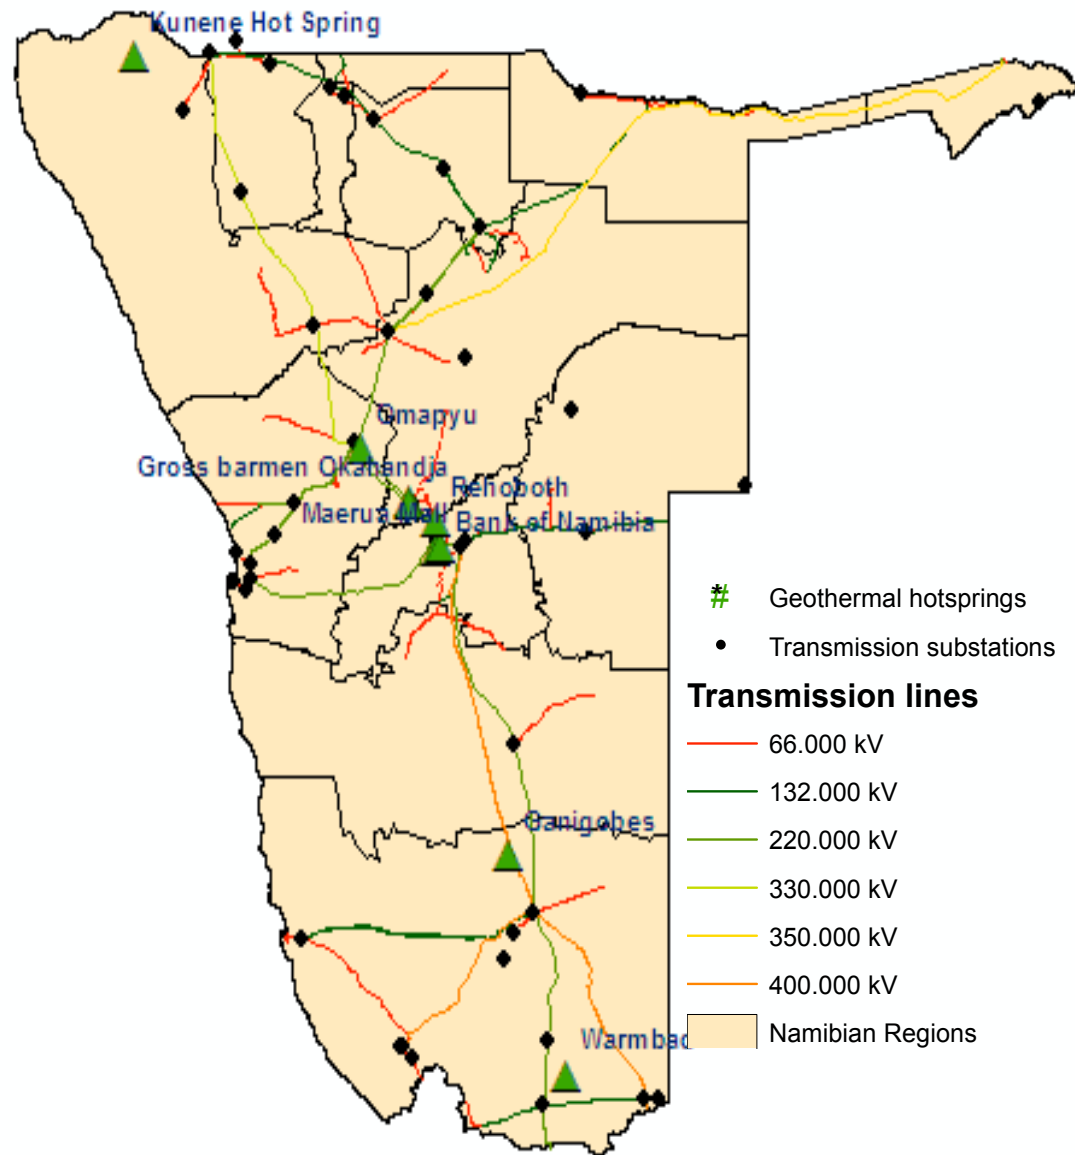 Kunene Hot Spring
Omapyu
Gross barmen Okahandja
Rehoboth
Maerua Mall
Bank of Namibia
Geothermal hotsprings
Transmission substations
Transmission lines
66.000 kV
132.000 kV
220.000 kV
330.000 kV
350.000 kV
400.000 kV
Namibian Regions
Ganigobes
Warmbad